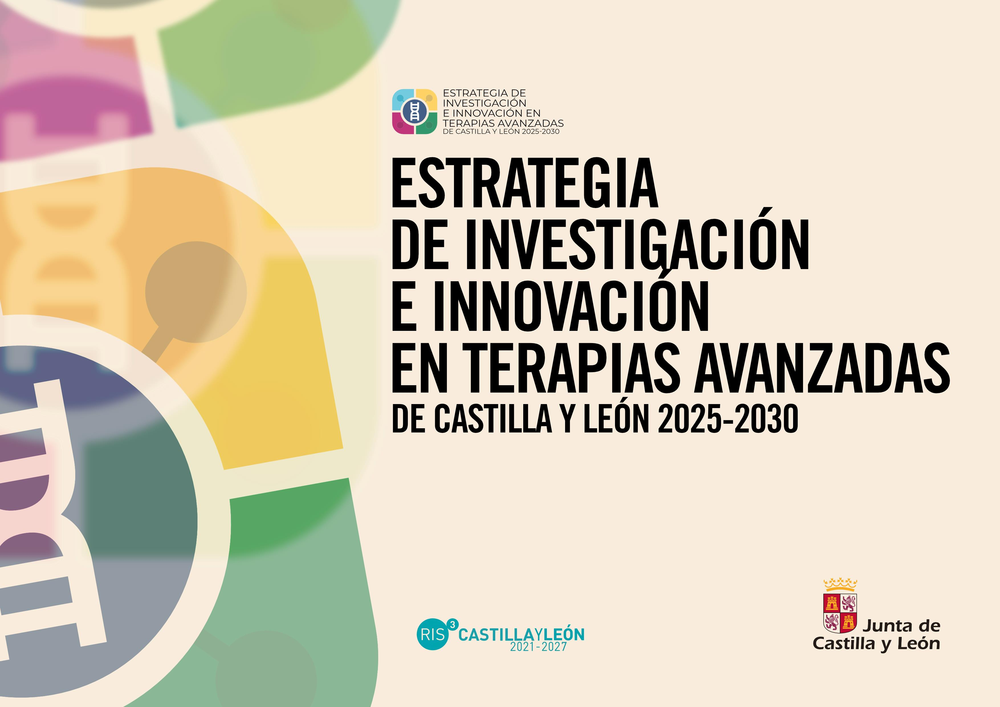 ESTRATEGIA DE
INVESTIGACIÓN
E INNOVACIÓN EN
TERAPIAS AVANZADAS
DE CASTILLA Y LEÓN 2025-2030
ESTRATEGIA
DE INVESTIGACIÓN
E INNOVACIÓN
EN TERAPIAS AVANZADAS
DE CASTILLA Y LEÓN 2025-2030
RIS3 CASTILLAYLEÓN
2021-2027
Junta de
Castilla y León